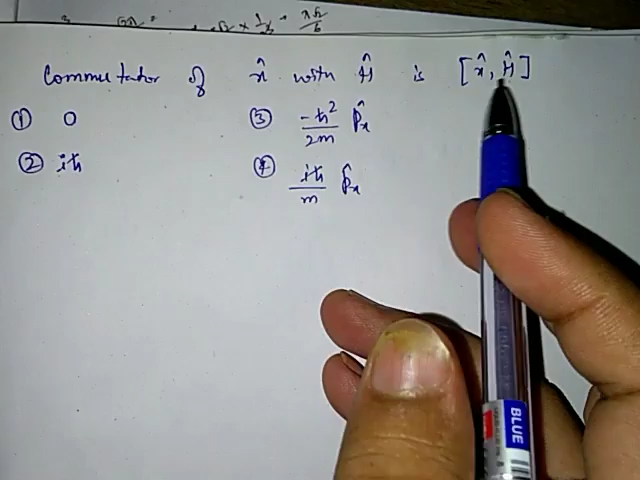 Commutator of x̂ with Ĥ is [x̂, Ĥ]
① 0 ③ -ħ²/2m p̂x
② iħ ④ iħ/m p̂x
BLUE